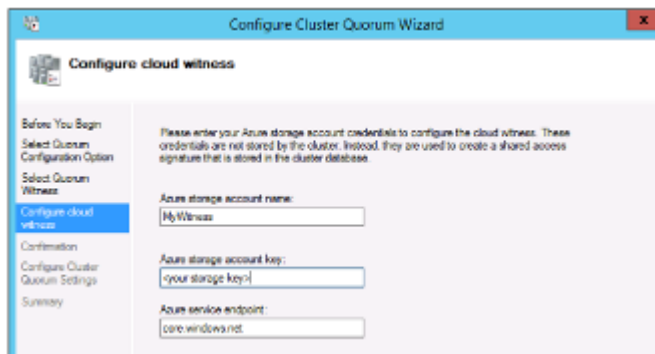 Configure Cluster Quorum Wizard
x
Configure cloud witness
Before You Begin
Select Quorum
Configuration Option
Select Quorum
Witness
Configure cloud
witness
Confirmation
Configure Cluster
Quorum Settings
Summary
Please enter your Azure storage account credentials to configure the cloud witness. These
credentials are not stored by the cluster. Instead, they are used to create a shared access
signature that is stored in the cluster database.
Azure storage account name:
MyWitness
Azure storage account key:
<your storage key>
Azure service endpoint:
core.windows.net